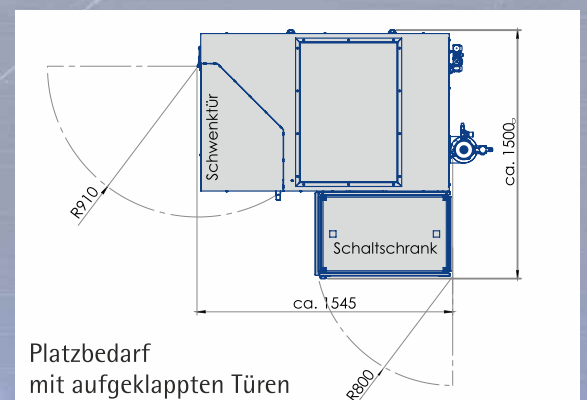 Schwenktür
R910
ca. 1500
Schaltschrank
ca. 1545
R800
Platzbedarf
mit aufgeklappten Türen